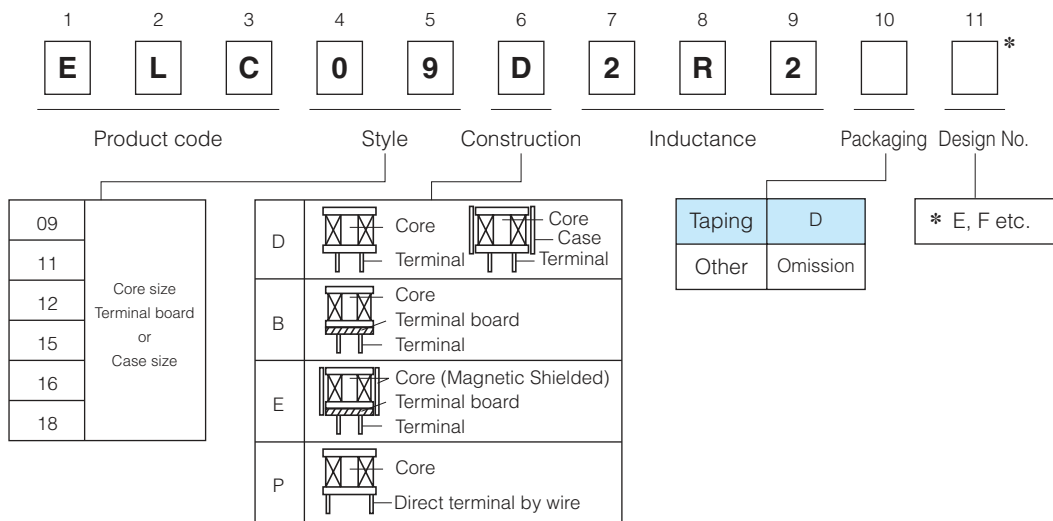 1 2 3 4 5 6 7 8 9 10 11
E L C 0 9 D 2 R 2 *
Product code Style Construction Inductance Packaging Design No.
09
11
12
15
16
18
Core size
Terminal board
or
Case size
D
Core
Terminal
Core
Case
Terminal
B
Core
Terminal board
Terminal
E
Core (Magnetic Shielded)
Terminal board
Terminal
P
Core
Direct terminal by wire
Taping D
Other Omission
* E, F etc.